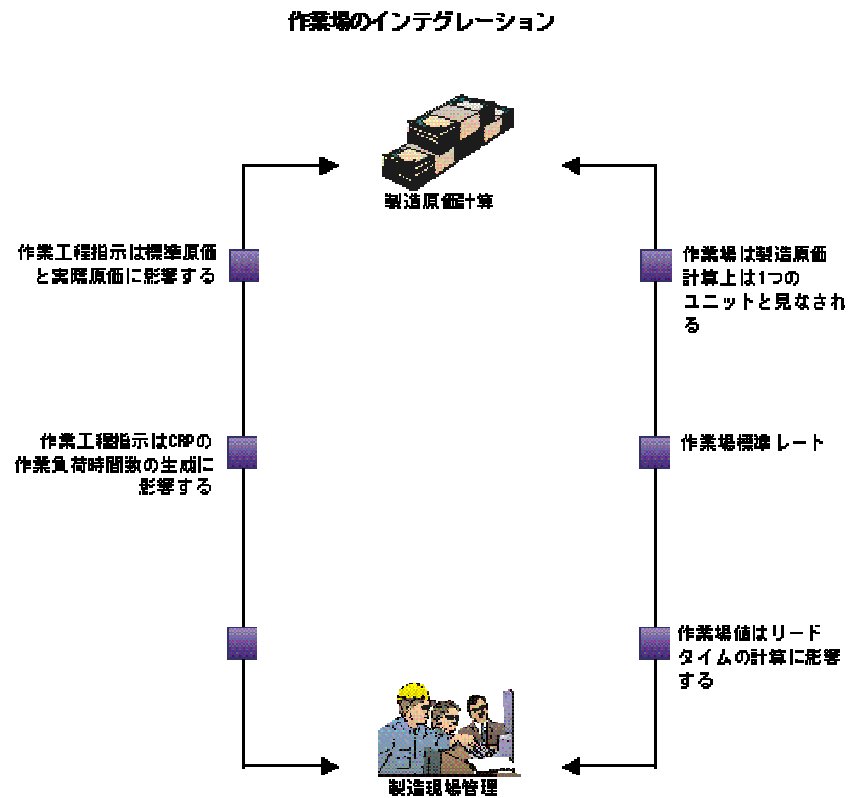 作業場のインテグレーション
製造原価計算
作業工程指示は標準原価
と実際原価に影響する
作業場は製造原価
計算上は1つの
ユニットと見なされ
る
作業工程指示はCRPの
作業負荷時間数の生成に
影響する
作業場標準レート
作業場値はリード
タイムの計算に影響
する
製造現場管理